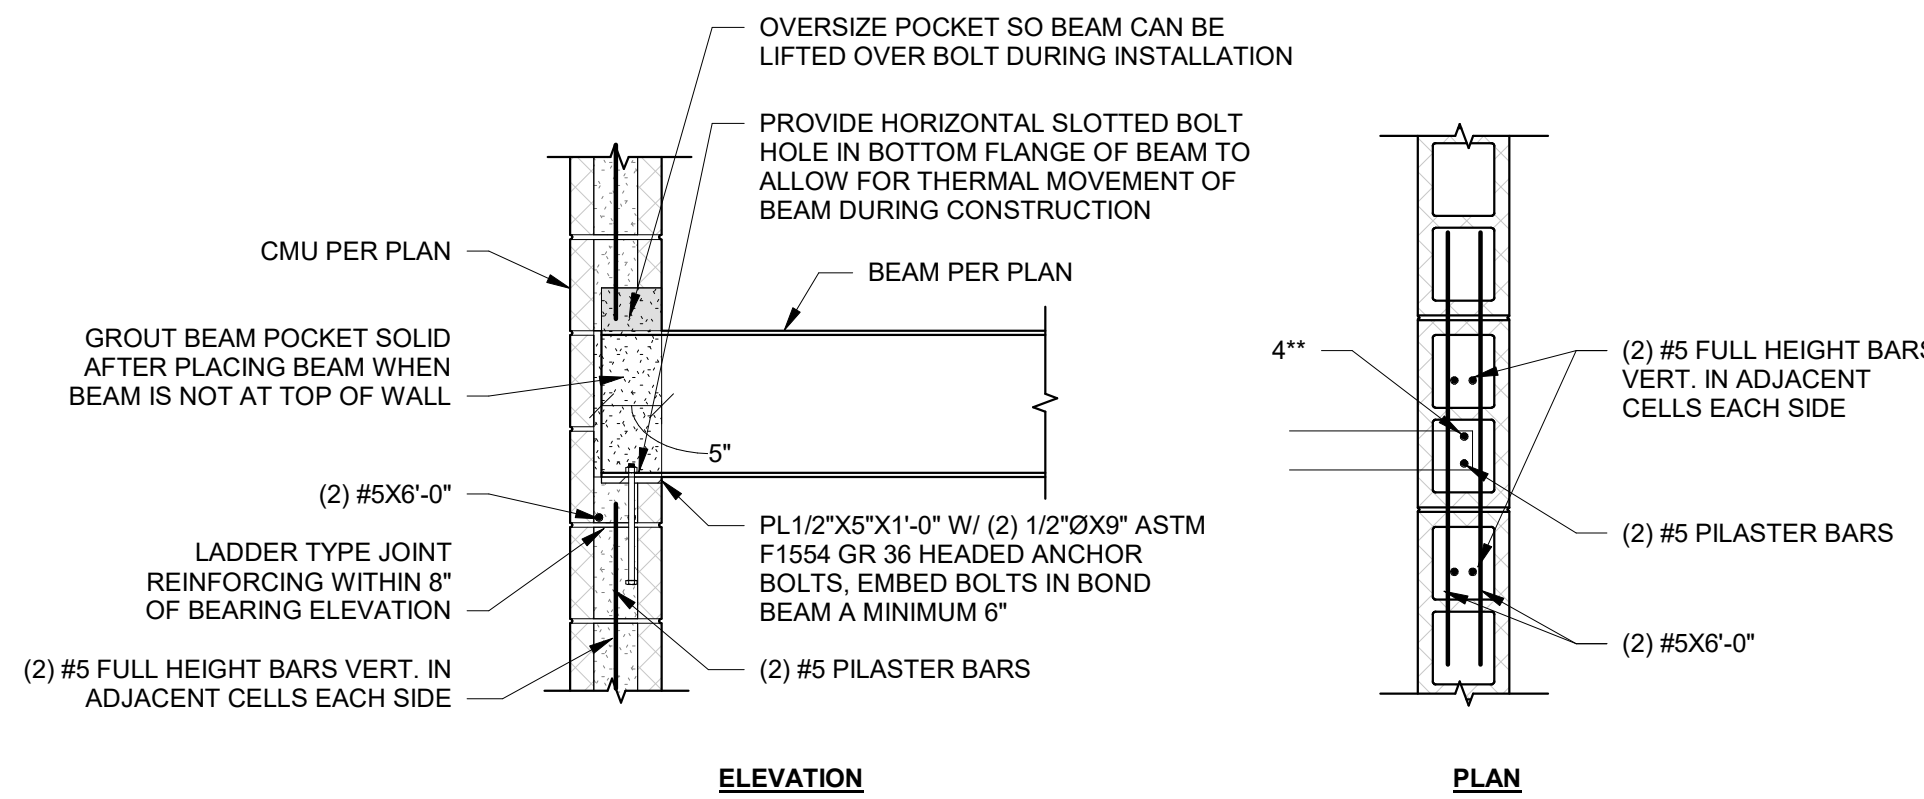 OVERSIZE POCKET SO BEAM CAN BE
LIFTED OVER BOLT DURING INSTALLATION
PROVIDE HORIZONTAL SLOTTED BOLT
HOLE IN BOTTOM FLANGE OF BEAM TO
ALLOW FOR THERMAL MOVEMENT OF
BEAM DURING CONSTRUCTION
CMU PER PLAN
BEAM PER PLAN
GROUT BEAM POCKET SOLID
AFTER PLACING BEAM WHEN
BEAM IS NOT AT TOP OF WALL
5"
(2) #5X6'-0"
LADDER TYPE JOINT
REINFORCING WITHIN 8"
OF BEARING ELEVATION
PL1/2"X5"X1'-0" W/ (2) 1/2"ØX9" ASTM
F1554 GR 36 HEADED ANCHOR
BOLTS, EMBED BOLTS IN BOND
BEAM A MINIMUM 6"
(2) #5 FULL HEIGHT BARS VERT. IN
ADJACENT CELLS EACH SIDE
(2) #5 PILASTER BARS
ELEVATION
4**
(2) #5 FULL HEIGHT BARS
VERT. IN ADJACENT
CELLS EACH SIDE
(2) #5 PILASTER BARS
(2) #5X6'-0"
PLAN